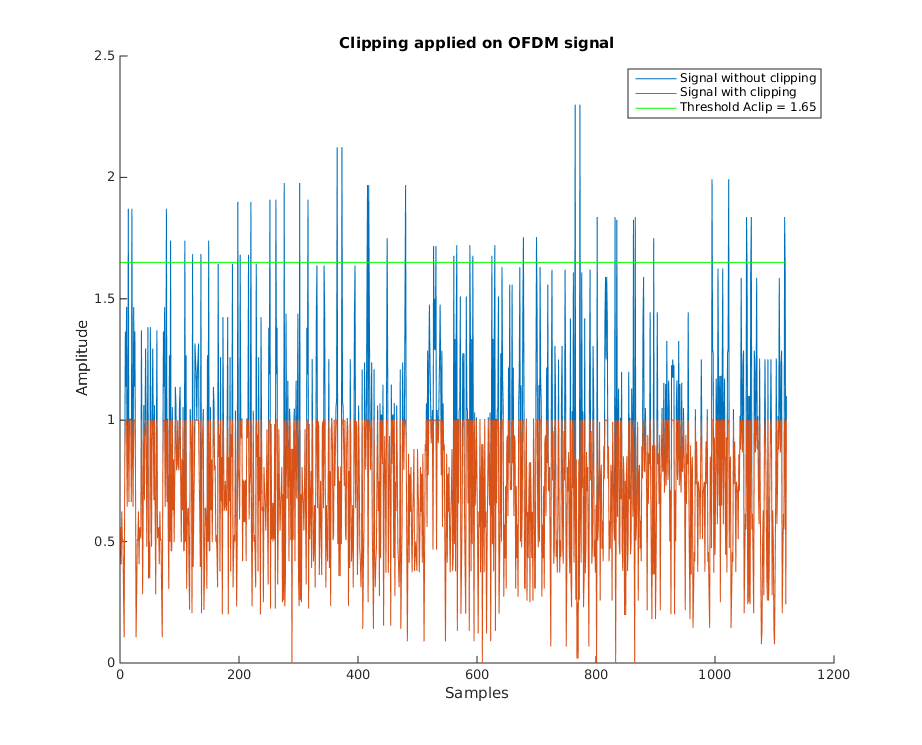 Clipping applied on OFDM signal
Signal without clipping
Signal with clipping
Threshold Aclip = 1.65
2.5
2
1.5
1
0.5
0
Amplitude
0 200 400 600 800 1000 1200
Samples